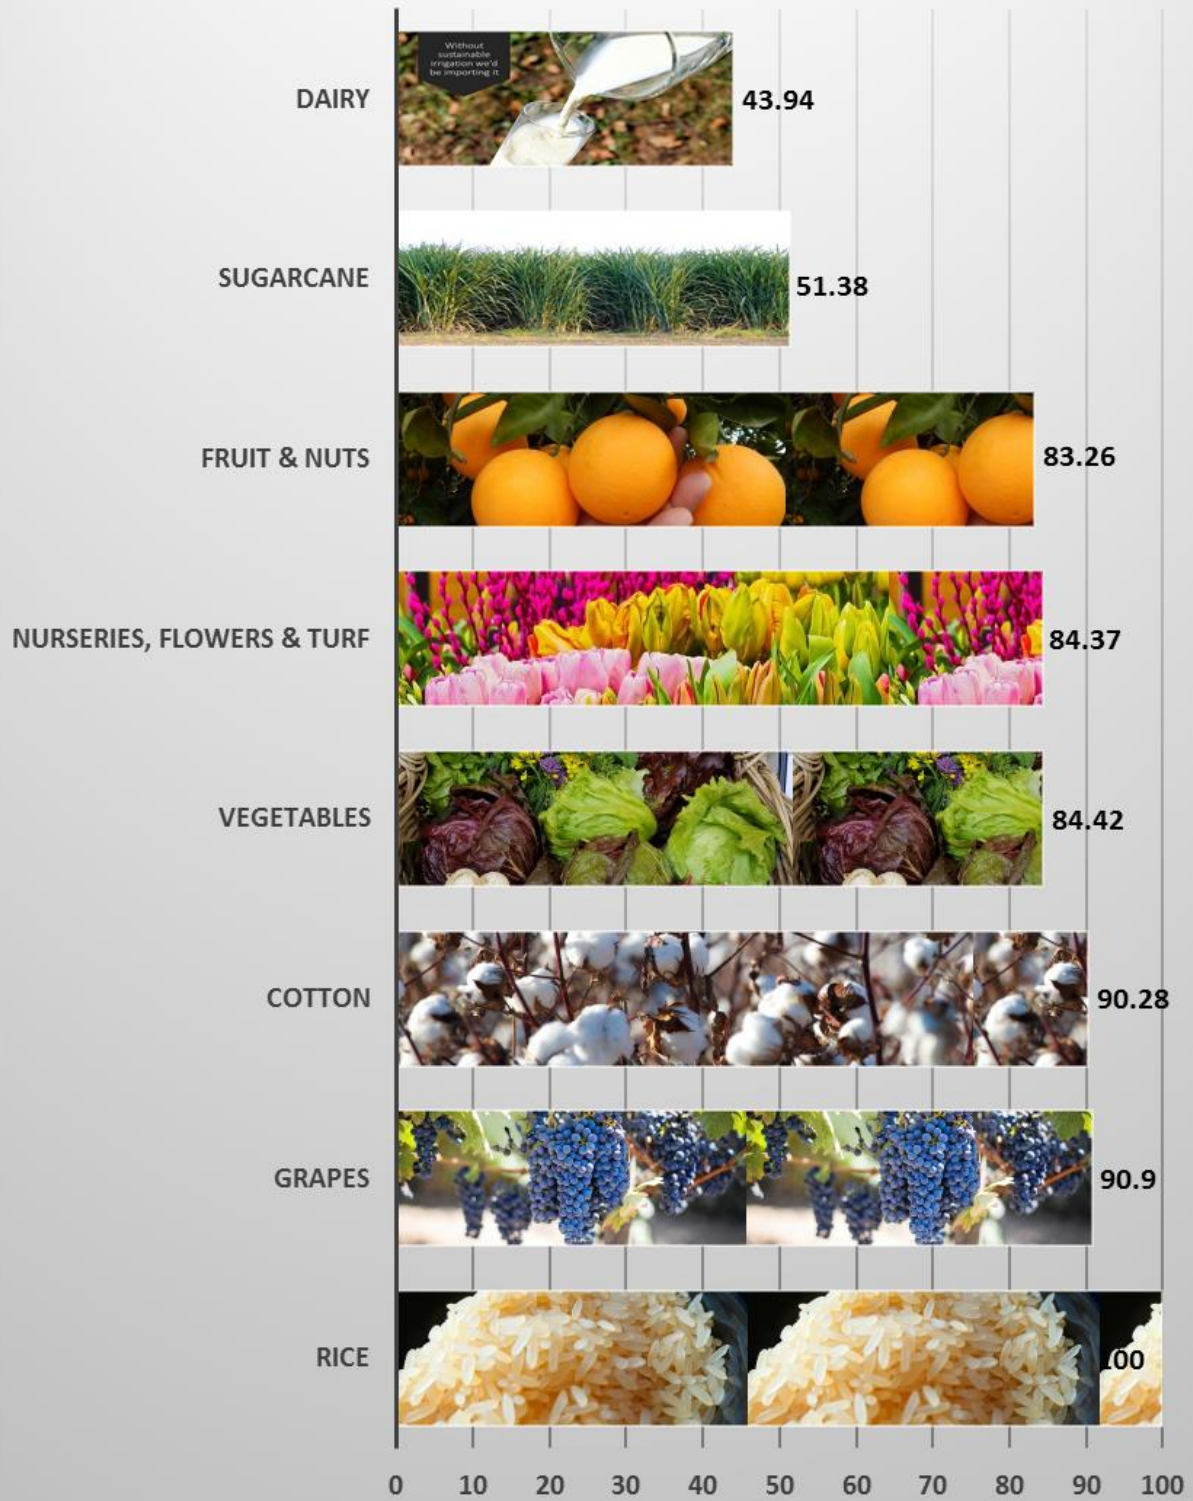 Without
sustainable
irrigation we'd
be importing it
DAIRY
43.94
SUGARCANE
51.38
FRUIT & NUTS
83.26
NURSERIES, FLOWERS & TURF
84.37
VEGETABLES
84.42
COTTON
90.28
GRAPES
90.9
RICE
100
0 10 20 30 40 50 60 70 80 90 100